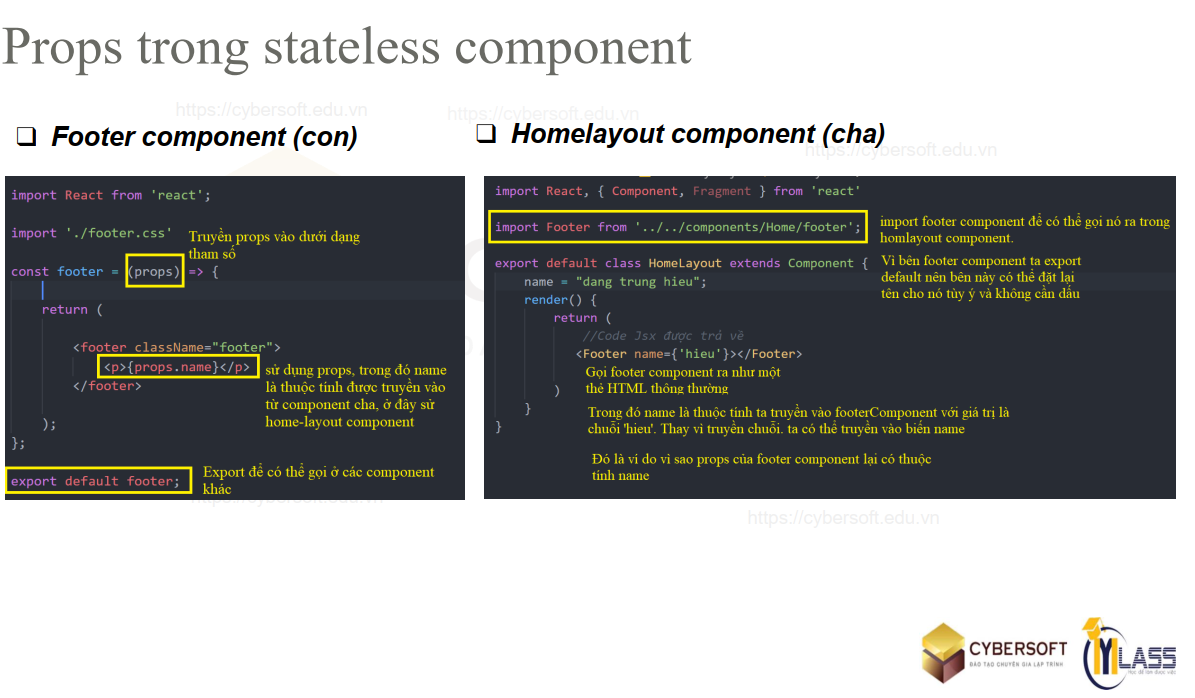 Props trong stateless component
https://cybersoft.edu.vn
https://cybersoft.edu.vn
https://cybersoft.edu.vn
❑ Footer component (con)
import React from 'react';
import './footer.css'
Truyền props vào dưới dạng
tham số
const footer = (props) => {
return (
<footer className="footer">
<p>{props.name}</p>
</footer>
sử dụng props, trong đó name
là thuộc tính được truyền vào
từ component cha, ở đây sử
home-layout component
);
};
export default footer;
Export để có thể gọi ở các component
khác
❑ Homelayout component (cha)
import React, { Component, Fragment } from 'react'
import Footer from '../../components/Home/footer';
import footer component để có thể gọi nó ra trong
homlayout component.
Vì bên footer component ta export
default nên bên này có thể đặt lại
tên cho nó tùy ý và không cần dấu
export default class HomeLayout extends Component {
name = "dang trung hieu";
render() {
return (
//Code Jsx được trả về
<Footer name={'hieu'}></Footer>
Gọi footer component ra như một
thẻ HTML thông thường
)
}
Trong đó name là thuộc tính ta truyền vào footerComponent với giá trị là
chuỗi 'hieu'. Thay vì truyền chuỗi. ta có thể truyền vào biến name
}
Đó là ví do vì sao props của footer component lại có thuộc
tính name
https://cybersoft.edu.vn
CYBERSOFT
ĐÀO TẠO CHUYÊN GIA LẬP TRÌNH
MYCLASS
Học để làm được việc